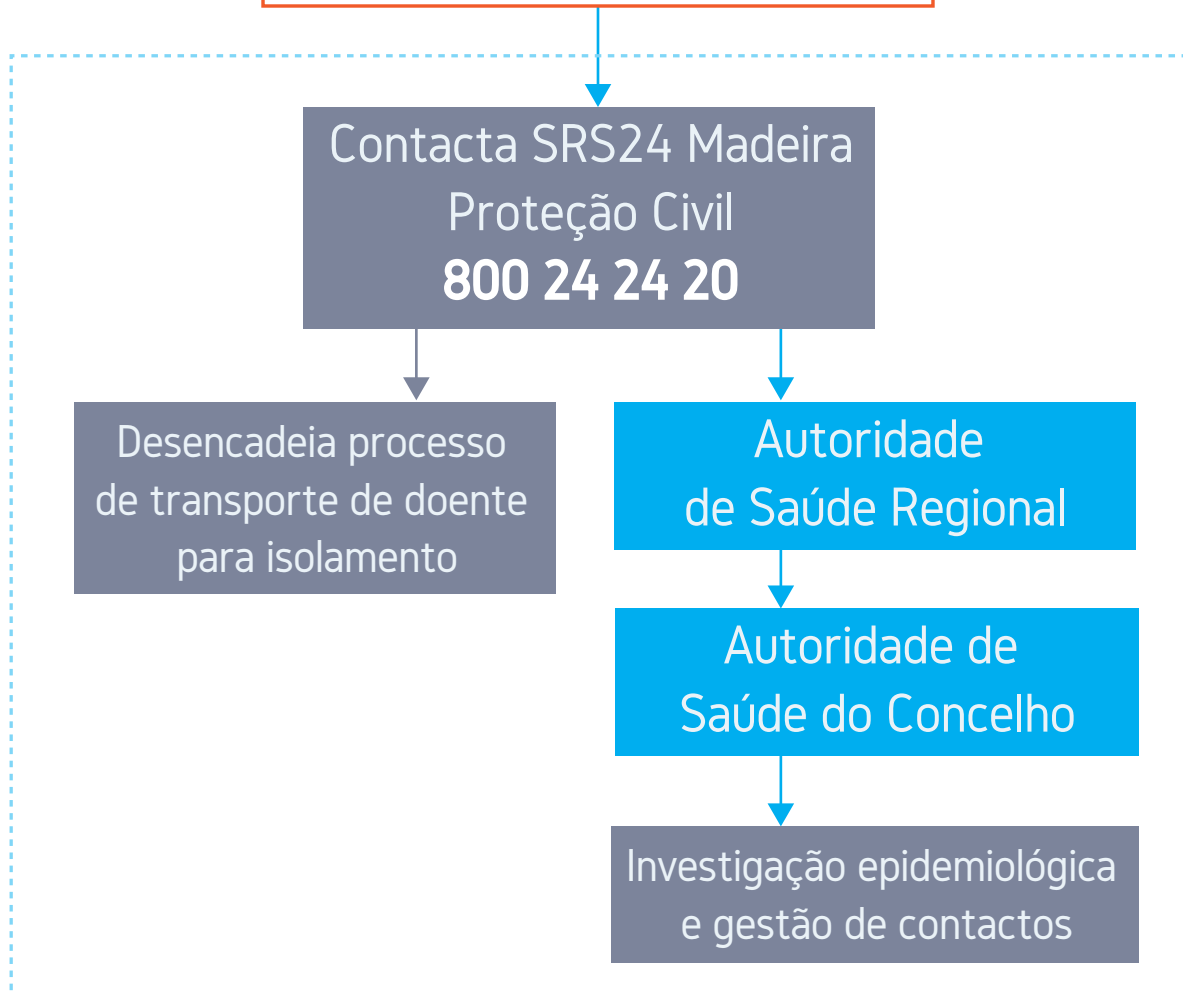 Contacta SRS24 Madeira
Proteção Civil
800 24 24 20
Desencadeia processo
de transporte de doente
para isolamento
Autoridade
de Saúde Regional
Autoridade de
Saúde do Concelho
Investigação epidemiológica
e gestão de contactos